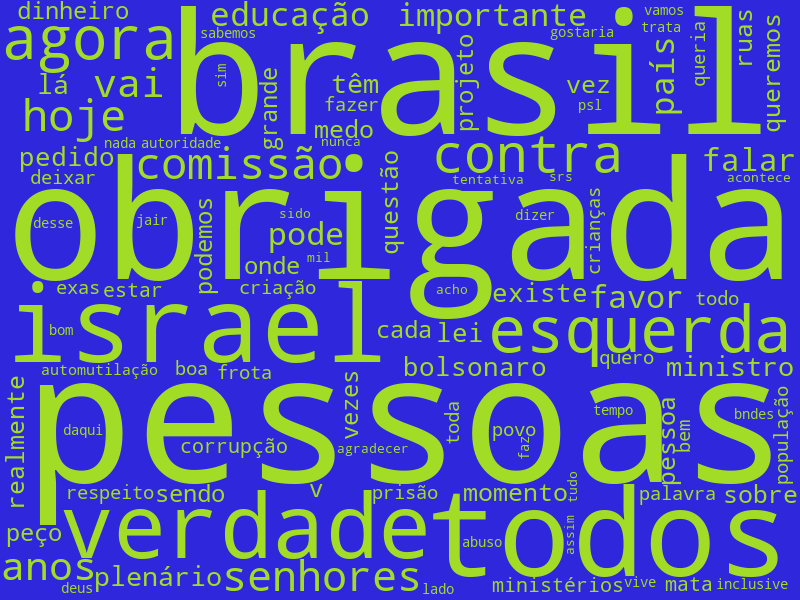 dinheiro
educação
importante
vamos
agora
sabemos
brasil
gostaria
trata
queria
ruas
queremos
lá
vai
sim
grande
têm
projeto
vez
país
hoje
fazer
psl
medo
nada
autoridade
nunca
pedido
comissão
contra
falar
deixar
questão
tentativa
srs
acontece
obrigada
desse
jair
podemos
sido
pode
dizer
crianças
onde
mil
exas
estar
criação
acho
existe
favor
todo
israel
bom
cada
lei
esquerda
quero
automutilação
boa
frota
bolsonaro
ministro
realmente
pessoas
vezes
toda
tempo
pessoa
bem
bndes
população
daqui
corrupção
agradecer
povo
faz
respeito
sendo
v
prisão
momento
tudo
palavra
sobre
peço
verdade
todos
abuso
assim
anos
deus
plenário
senhores
lado
ministérios
vive
mata
inclusive